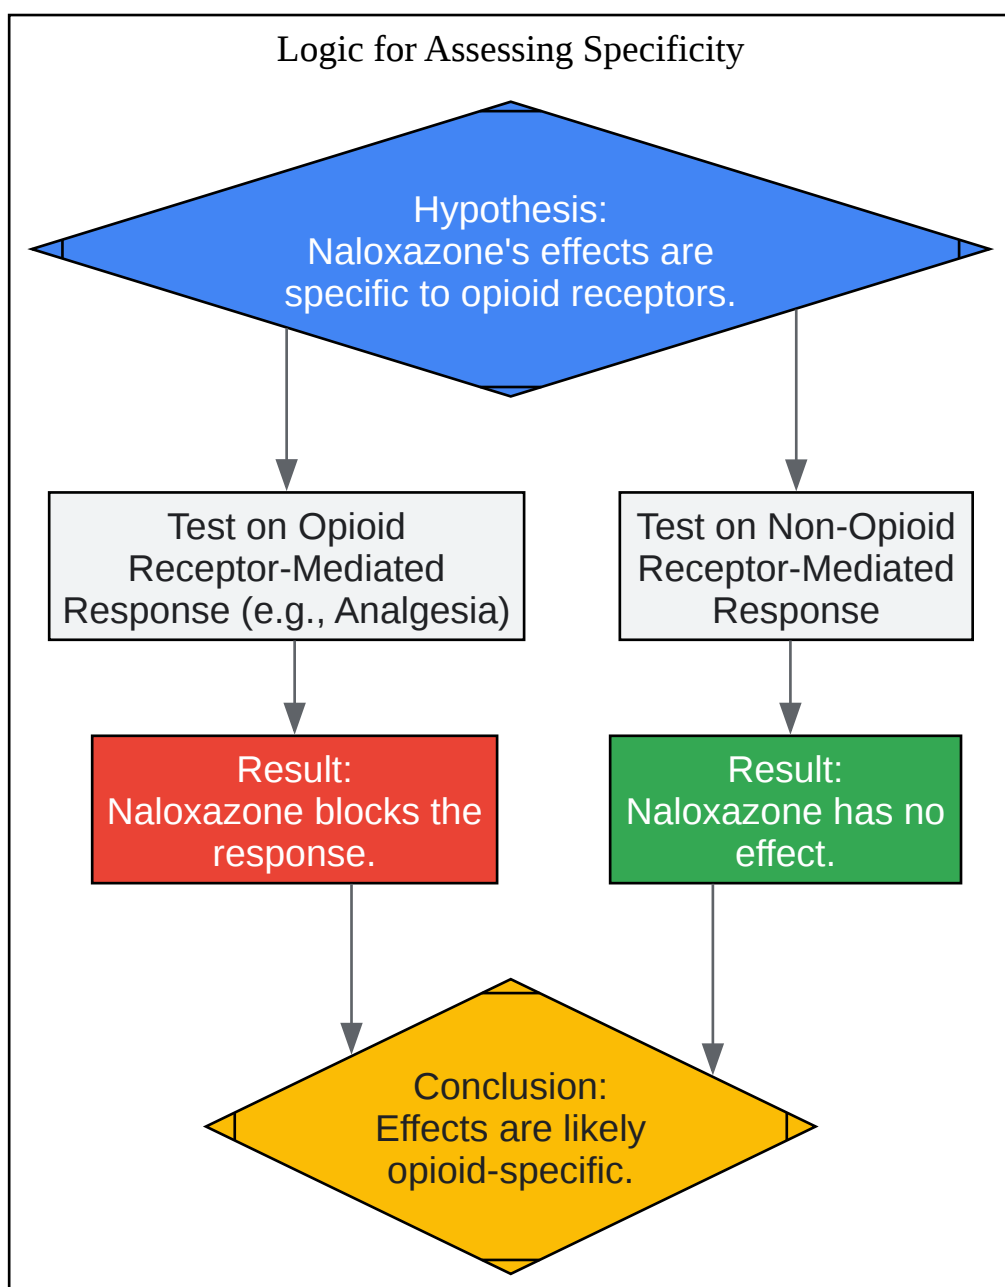 Logic for Assessing Specificity
Hypothesis:
Naloxazone's effects are
specific to opioid receptors.
Test on Opioid
Receptor-Mediated
Response (e.g., Analgesia)
Test on Non-Opioid
Receptor-Mediated
Response
Result:
Naloxazone blocks the
response.
Result:
Naloxazone has no
effect.
Conclusion:
Effects are likely
opioid-specific.